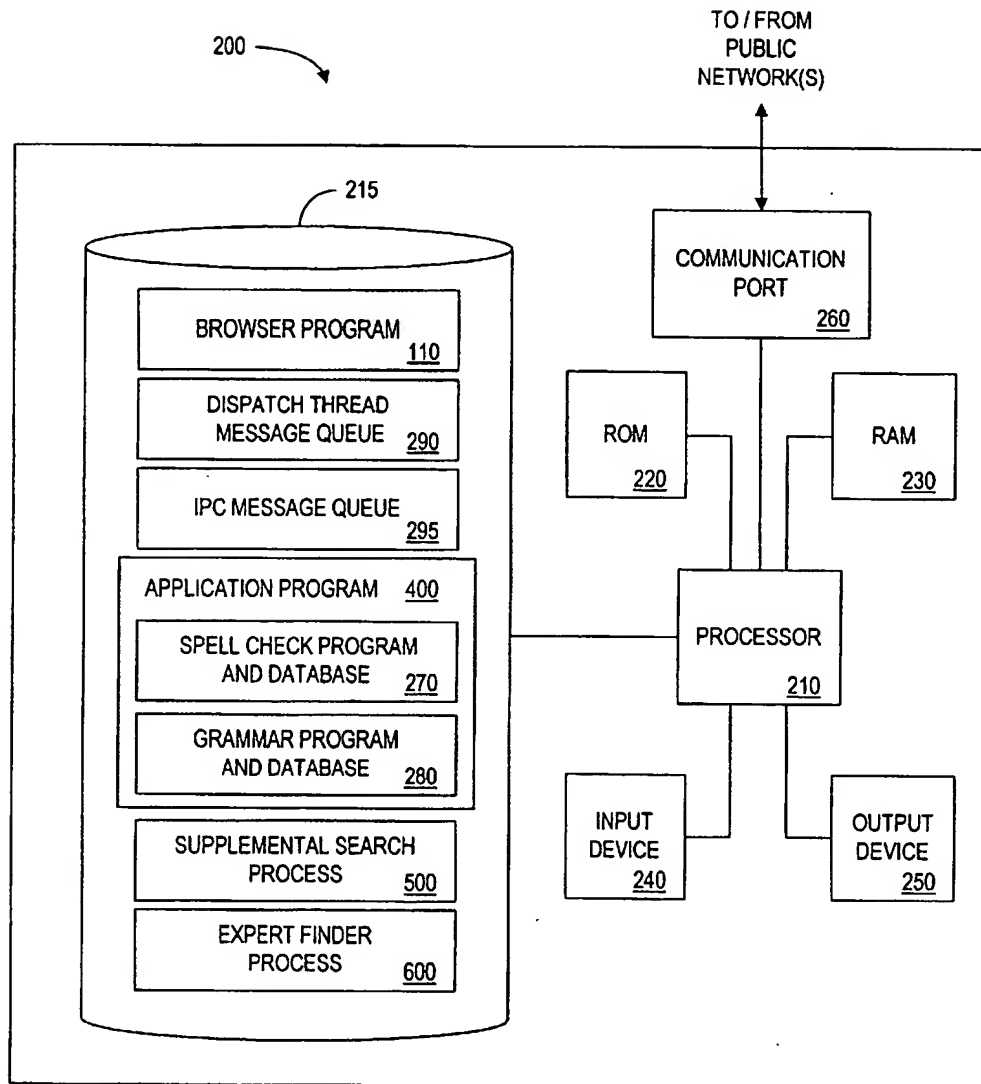 TO / FROM
PUBLIC
NETWORK(S)
200
215
BROWSER PROGRAM
110
DISPATCH THREAD
MESSAGE QUEUE
290
IPC MESSAGE QUEUE
295
APPLICATION PROGRAM 400
SPELL CHECK PROGRAM
AND DATABASE
270
GRAMMAR PROGRAM
AND DATABASE
280
SUPPLEMENTAL SEARCH
PROCESS
500
EXPERT FINDER
PROCESS
600
COMMUNICATION
PORT
260
ROM
220
RAM
230
PROCESSOR
210
INPUT
DEVICE
240
OUTPUT
DEVICE
250